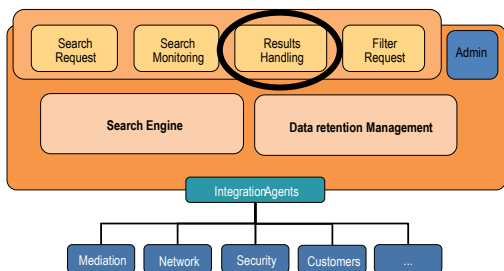 Search
Request
Search
Monitoring
Results
Handling
Filter
Request
Admin
Search Engine
Data retention Management
IntegrationAgents
Mediation
Network
Security
Customers
...